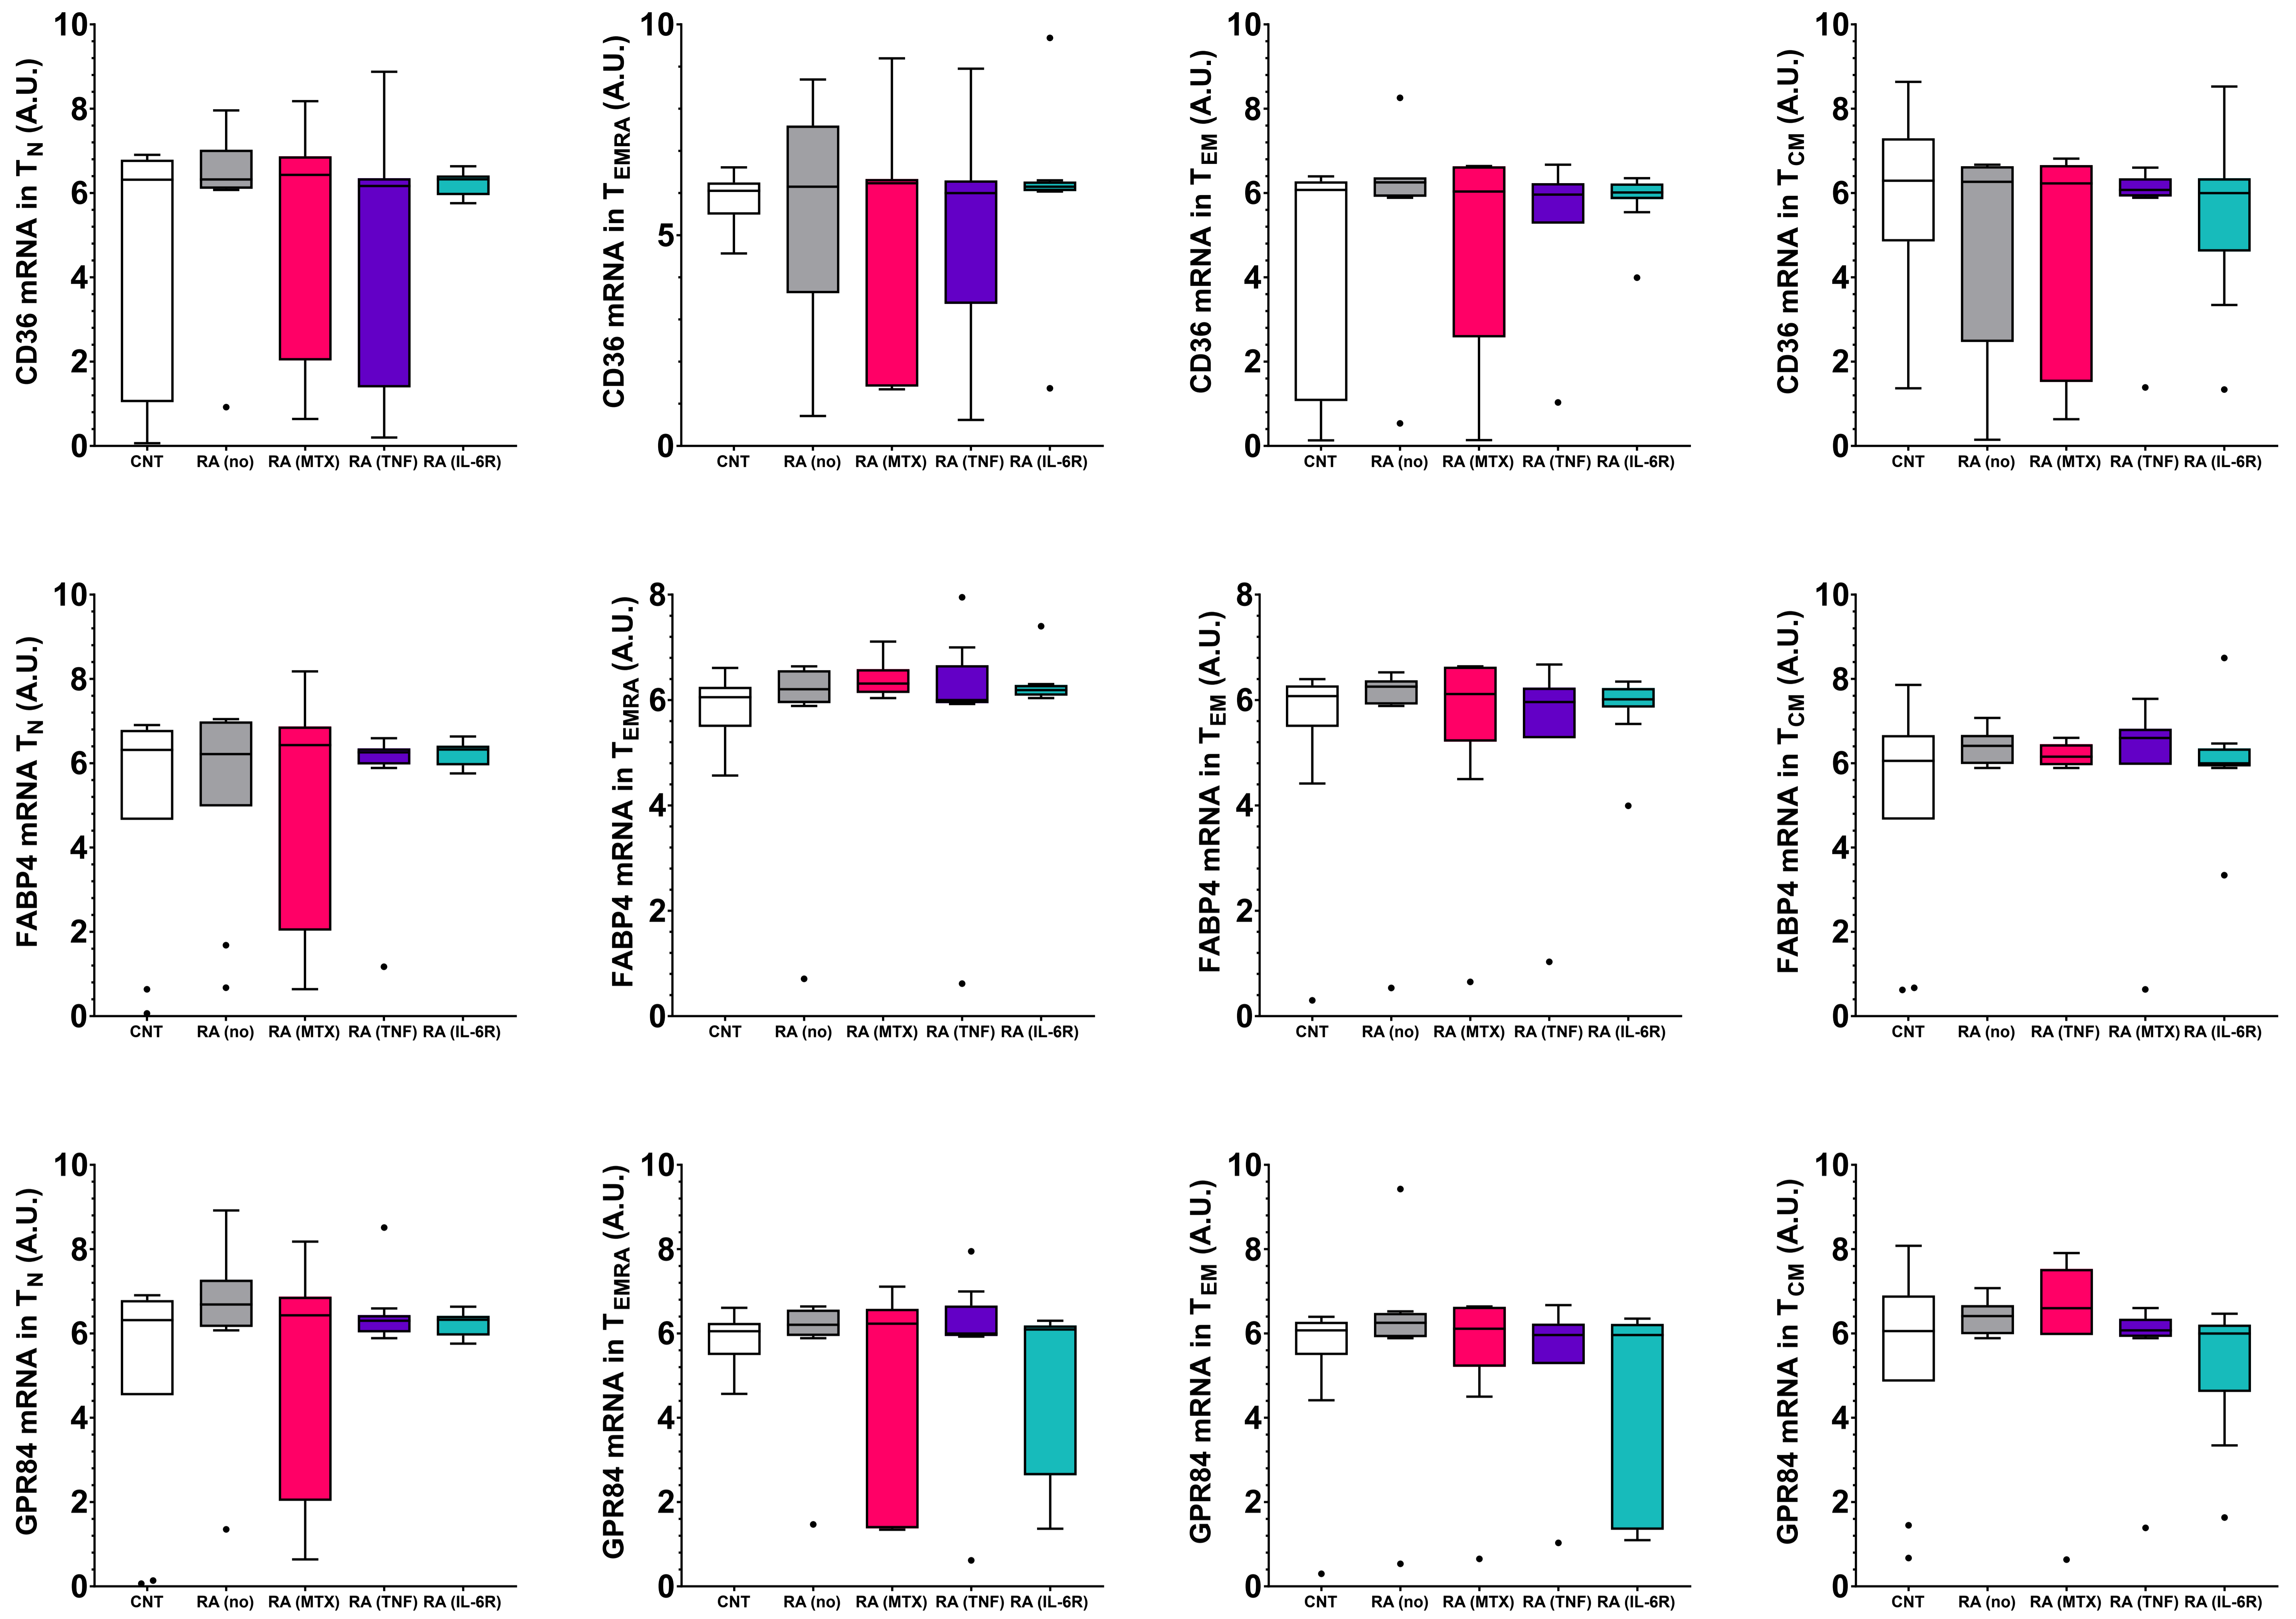 CD36 mRNA in TN (A.U.)
10
8
6
4
2
0
CNT RA (no) RA (MTX) RA (TNF) RA (IL-6R)
CD36 mRNA in TEMRA (A.U.)
10
5
0
CNT RA (no) RA (MTX) RA (TNF) RA (IL-6R)
CD36 mRNA in TEM (A.U.)
10
8
6
4
2
0
CNT RA (no) RA (MTX) RA (TNF) RA (IL-6R)
CD36 mRNA in TCM (A.U.)
10
8
6
4
2
0
CNT RA (no) RA (MTX) RA (TNF) RA (IL-6R)
FABP4 mRNA TN (A.U.)
10
8
6
4
2
0
CNT RA (no) RA (MTX) RA (TNF) RA (IL-6R)
FABP4 mRNA in TEMRA (A.U.)
8
6
4
2
0
CNT RA (no) RA (MTX) RA (TNF) RA (IL-6R)
FABP4 mRNA in TEM (A.U.)
8
6
4
2
0
CNT RA (no) RA (MTX) RA (TNF) RA (IL-6R)
FABP4 mRNA in TCM (A.U.)
10
8
6
4
2
0
CNT RA (no) RA (TNF) RA (MTX) RA (IL-6R)
GPR84 mRNA in TN (A.U.)
10
8
6
4
2
0
CNT RA (no) RA (MTX) RA (TNF) RA (IL-6R)
GPR84 mRNA in TEMRA (A.U.)
10
8
6
4
2
0
CNT RA (no) RA (MTX) RA (TNF) RA (IL-6R)
GPR84 mRNA in TEM (A.U.)
10
8
6
4
2
0
CNT RA (no) RA (MTX) RA (TNF) RA (IL-6R)
GPR84 mRNA in TCM (A.U.)
10
8
6
4
2
0
CNT RA (no) RA (MTX) RA (TNF) RA (IL-6R)